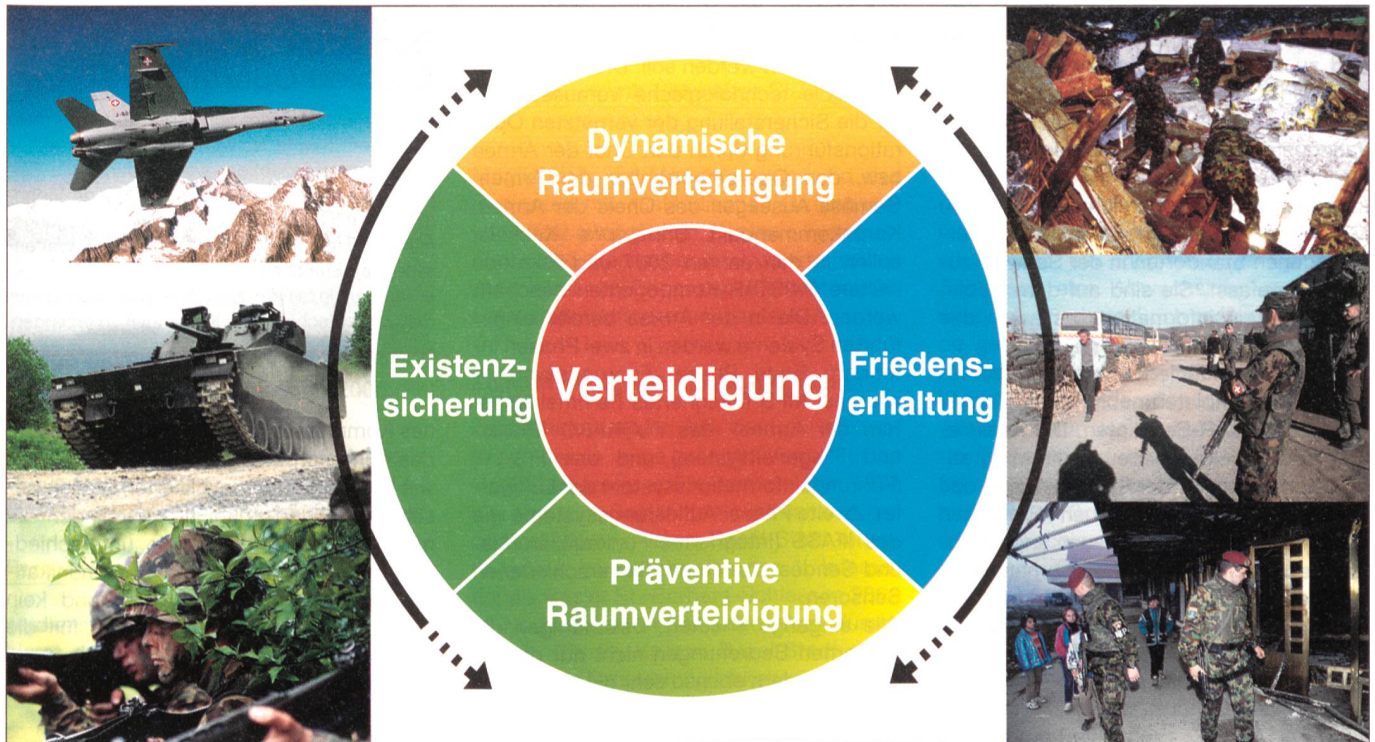 Dynamische
Raumverteidigung
Existenz-
sicherung
Verteidigung
Friedens-
erhaltung
Präventive
Raumverteidigung